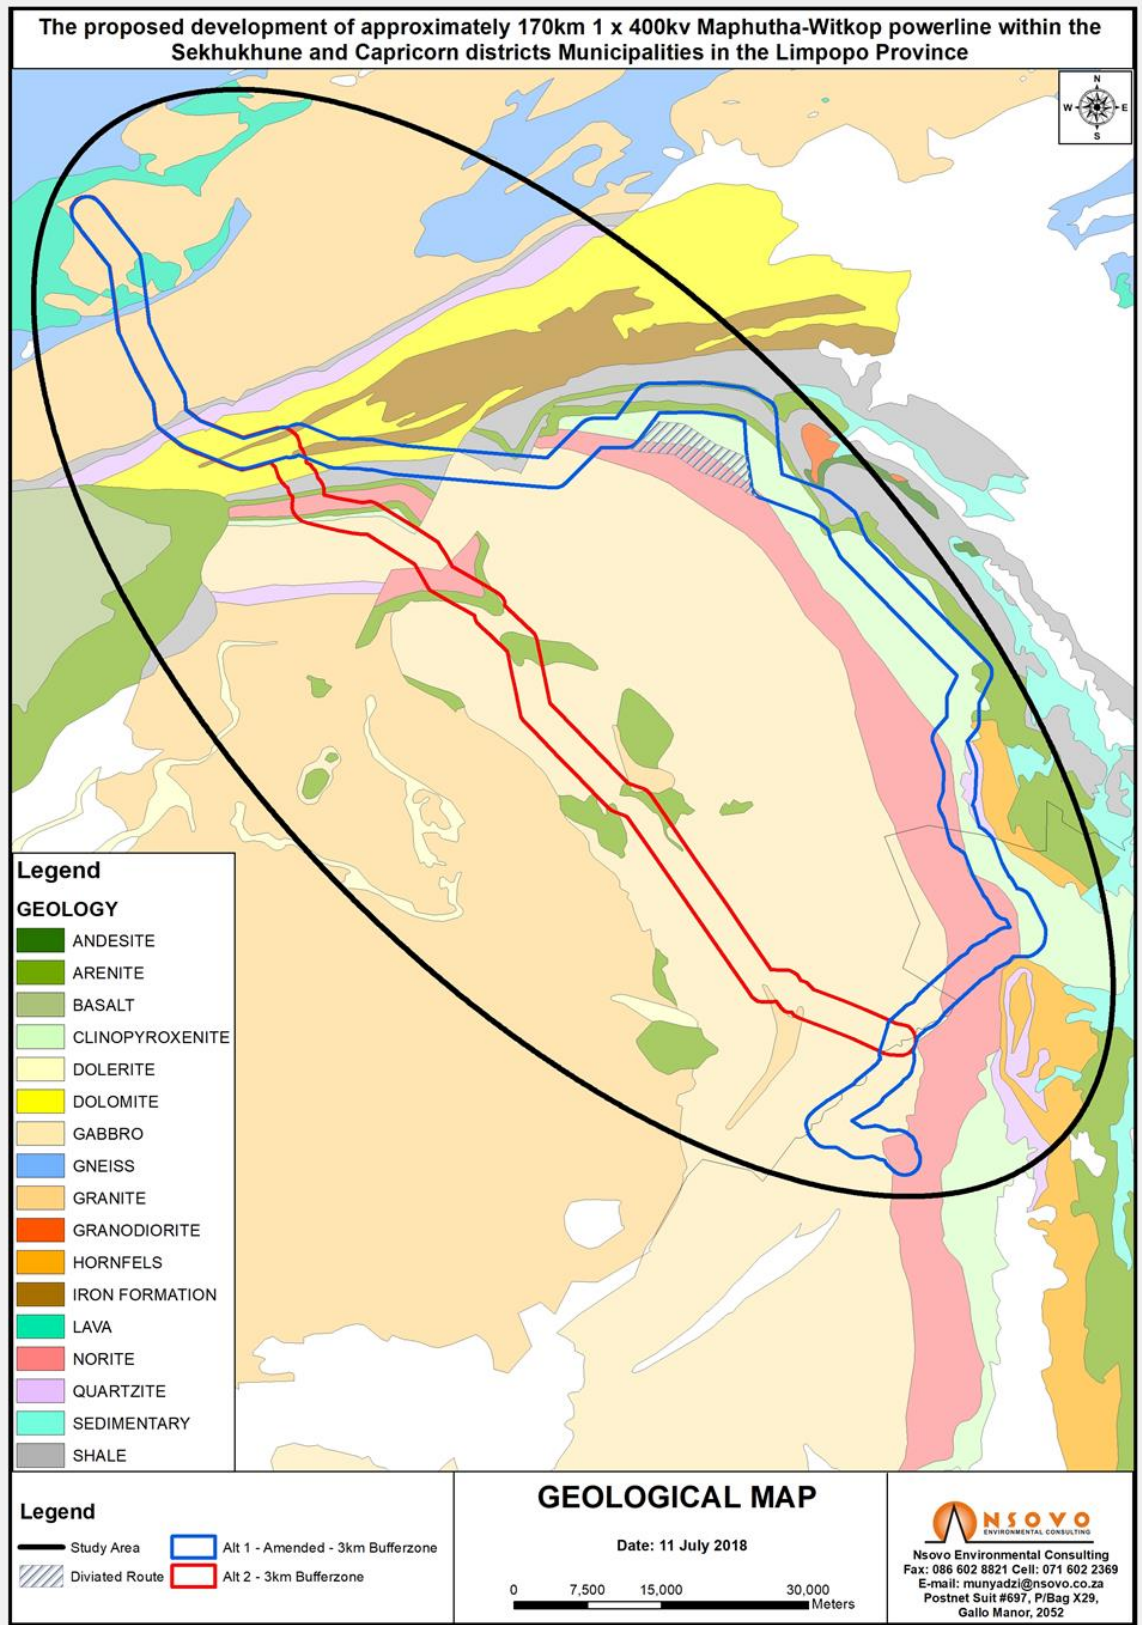 The proposed development of approximately 170km 1 x 400kv Maphutha-Witkop powerline within the
Sekhukhune and Capricorn districts Municipalities in the Limpopo Province
N
W E
S
Legend
GEOLOGY
ANDESITE
ARENITE
BASALT
CLINOPYROXENITE
DOLERITE
DOLOMITE
GABBRO
GNEISS
GRANITE
GRANODIORITE
HORNFELS
IRON FORMATION
LAVA
NORITE
QUARTZITE
SEDIMENTARY
SHALE
Legend
Study Area
Alt 1 - Amended - 3km Bufferzone
Diviated Route
Alt 2 - 3km Bufferzone
GEOLOGICAL MAP
Date: 11 July 2018
0 7,500 15,000 30,000
Meters
NSOVO
ENVIRONMENTAL CONSULTING
Nsovo Environmental Consulting
Fax: 086 602 8821 Cell: 071 602 2369
E-mail: munyadzi@nsovo.co.za
Postnet Suit #697, P/Bag X29,
Gallo Manor, 2052